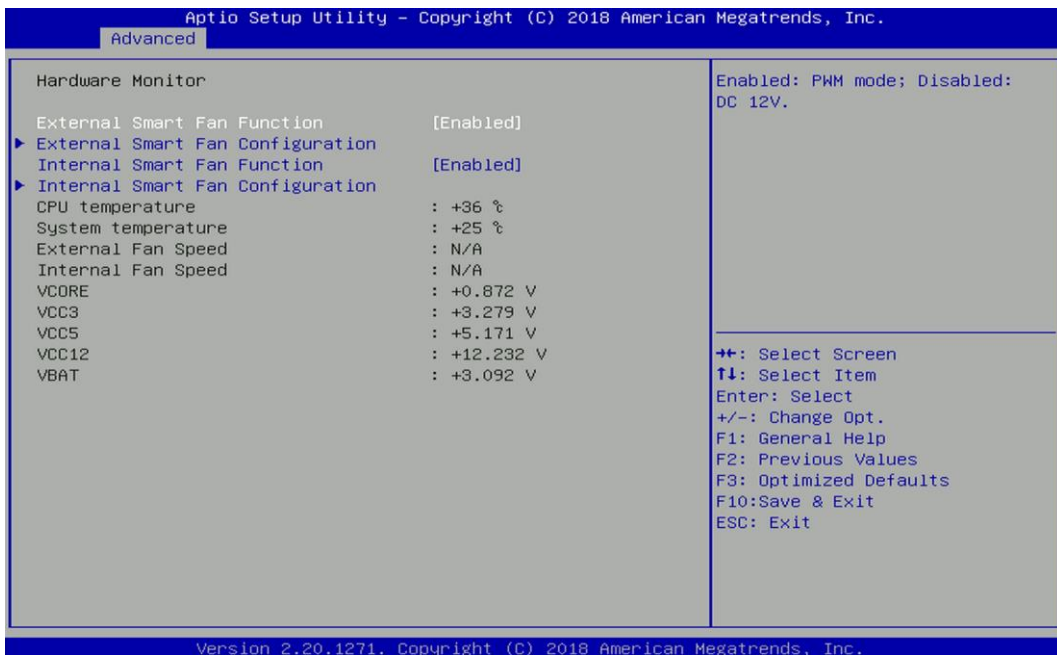 Aptio Setup Utility – Copyright (C) 2018 American Megatrends, Inc.
Advanced
Hardware Monitor
External Smart Fan Function [Enabled]
▶ External Smart Fan Configuration
Internal Smart Fan Function [Enabled]
▶ Internal Smart Fan Configuration
CPU temperature : +36 ℃
System temperature : +25 ℃
External Fan Speed : N/A
Internal Fan Speed : N/A
VCORE : +0.872 V
VCC3 : +3.279 V
VCC5 : +5.171 V
VCC12 : +12.232 V
VBAT : +3.092 V
Enabled: PWM mode; Disabled:
DC 12V.
→←: Select Screen
↑↓: Select Item
Enter: Select
+/-: Change Opt.
F1: General Help
F2: Previous Values
F3: Optimized Defaults
F10:Save & Exit
ESC: Exit
Version 2.20.1271. Copyright (C) 2018 American Megatrends, Inc.